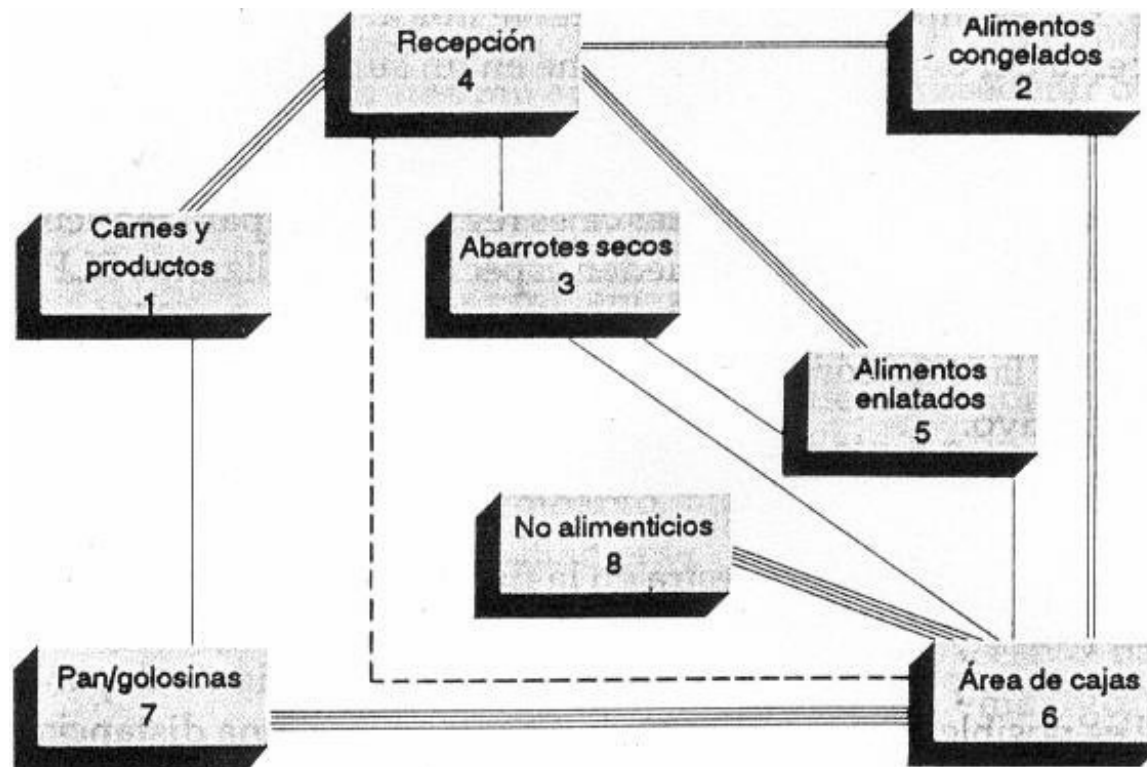 Recepción
4
Alimentos
congelados
2
Carnes y
productos
1
Abarrotes secos
3
Alimentos
enlatados
5
No alimenticios
8
Pan/golosinas
7
Área de cajas
6